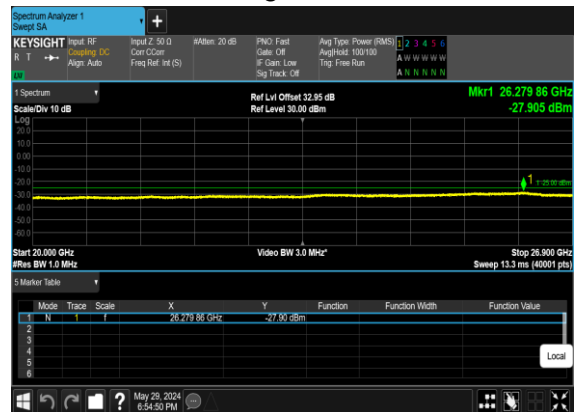 Spectrum Analyzer 1
Swept SA
+
KEYSIGHT Input: RF Input Z: 50 Ω #Atten: 20 dB PNO: Fast Avg Type: Power (RMS) 1 2 3 4 5 6
R T Coupling: DC Corr CCorr Gate: Off Avg|Hold: 100/100 A W W W W W
Align: Auto Freq Ref: Int (S) IF Gain: Low Trig: Free Run
Sig Track: Off A N N N N N
1 Spectrum Ref Lvl Offset 32.95 dB Mkr1 26.279 86 GHz
Scale/Div 10 dB Ref Level 30.00 dBm -27.905 dBm
Log
20.0
10.0
0.00
-10.0
-20.0 1 -25.00 dBm
-30.0
-40.0
-50.0
-60.0
Start 20.000 GHz Video BW 3.0 MHz* Stop 26.900 GHz
#Res BW 1.0 MHz Sweep 13.3 ms (40001 pts)
5 Marker Table
Mode Trace Scale X Y Function Function Width Function Value
1 N 1 f 26.279 86 GHz -27.90 dBm
2
3
4
5
6
Local
? May 29, 2024
6:54:50 PM